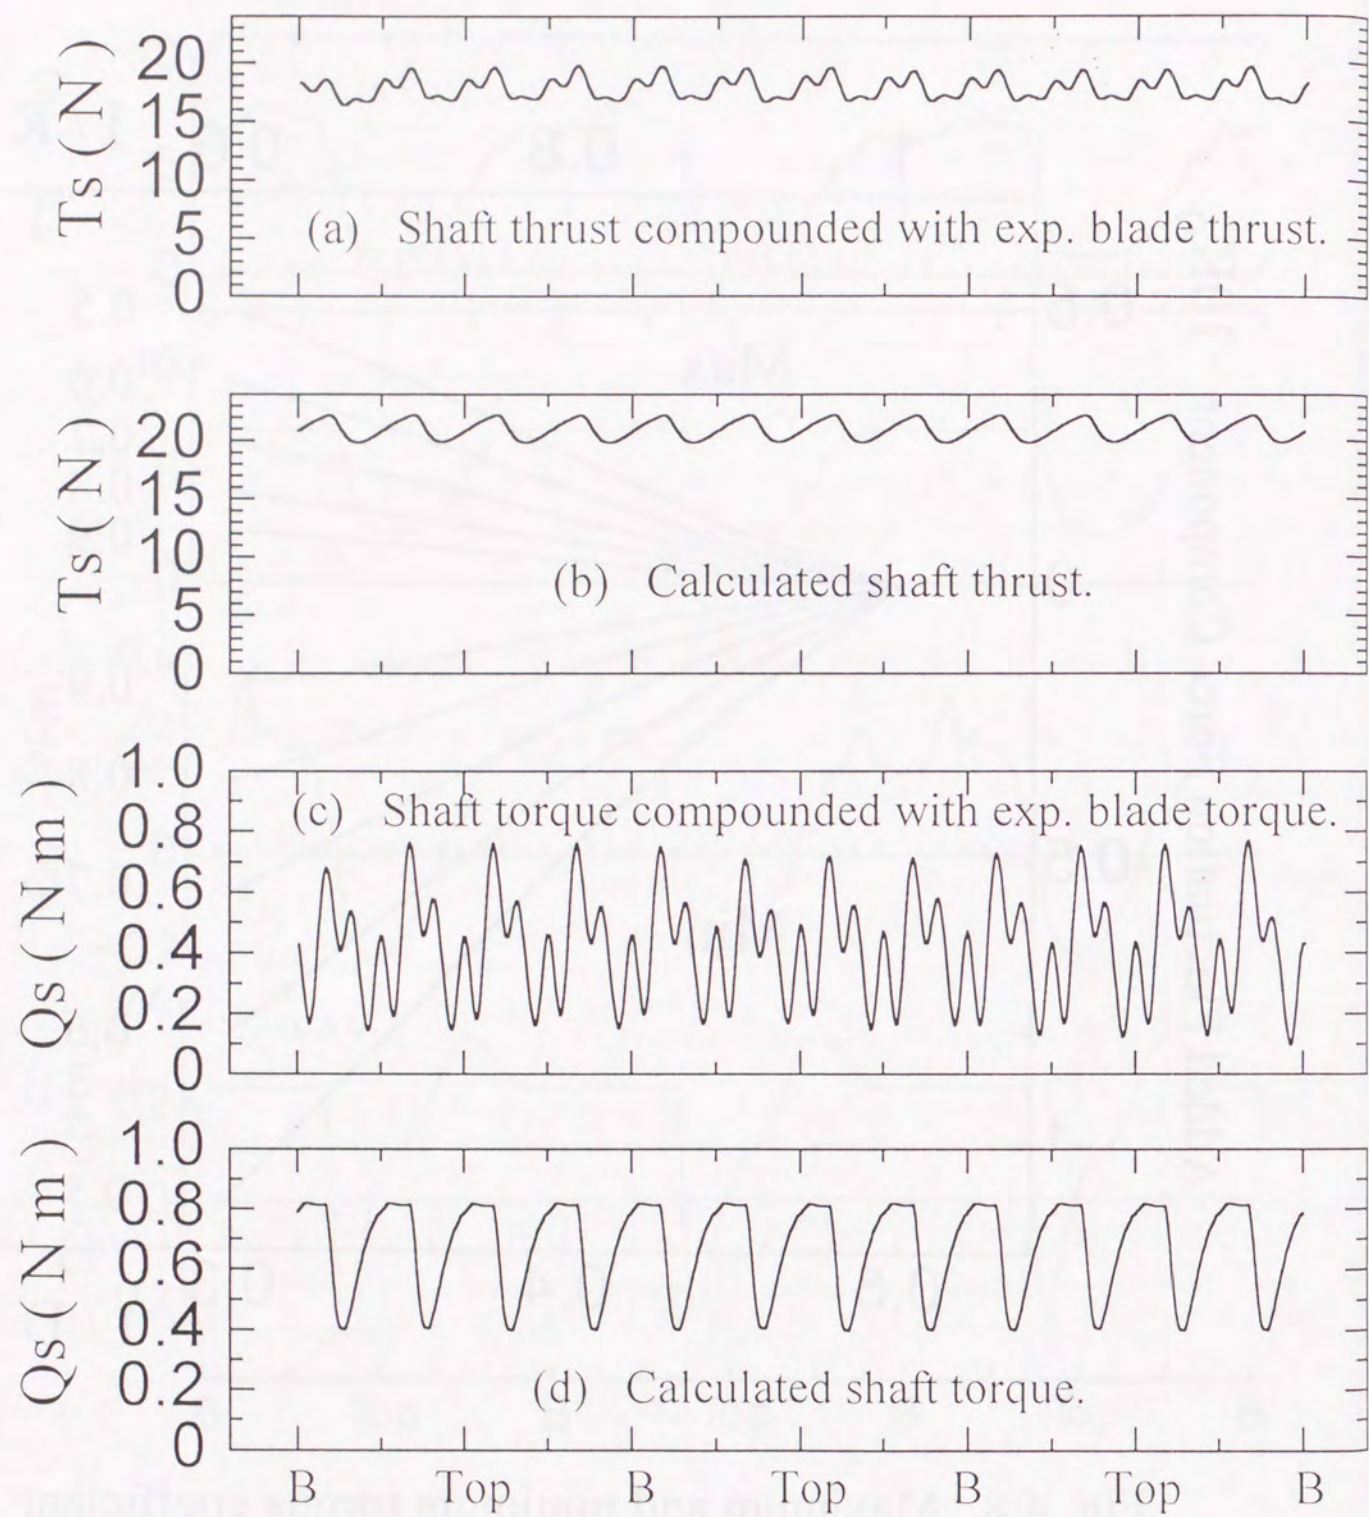 Ts (N)
20
15
10
5
0
(a) Shaft thrust compounded with exp. blade thrust.
Ts (N)
20
15
10
5
0
(b) Calculated shaft thrust.
Qs (Nm)
1.0
0.8
0.6
0.4
0.2
0
(c) Shaft torque compounded with exp. blade torque.
Qs (Nm)
1.0
0.8
0.6
0.4
0.2
0
(d) Calculated shaft torque.
B Top B Top B Top B